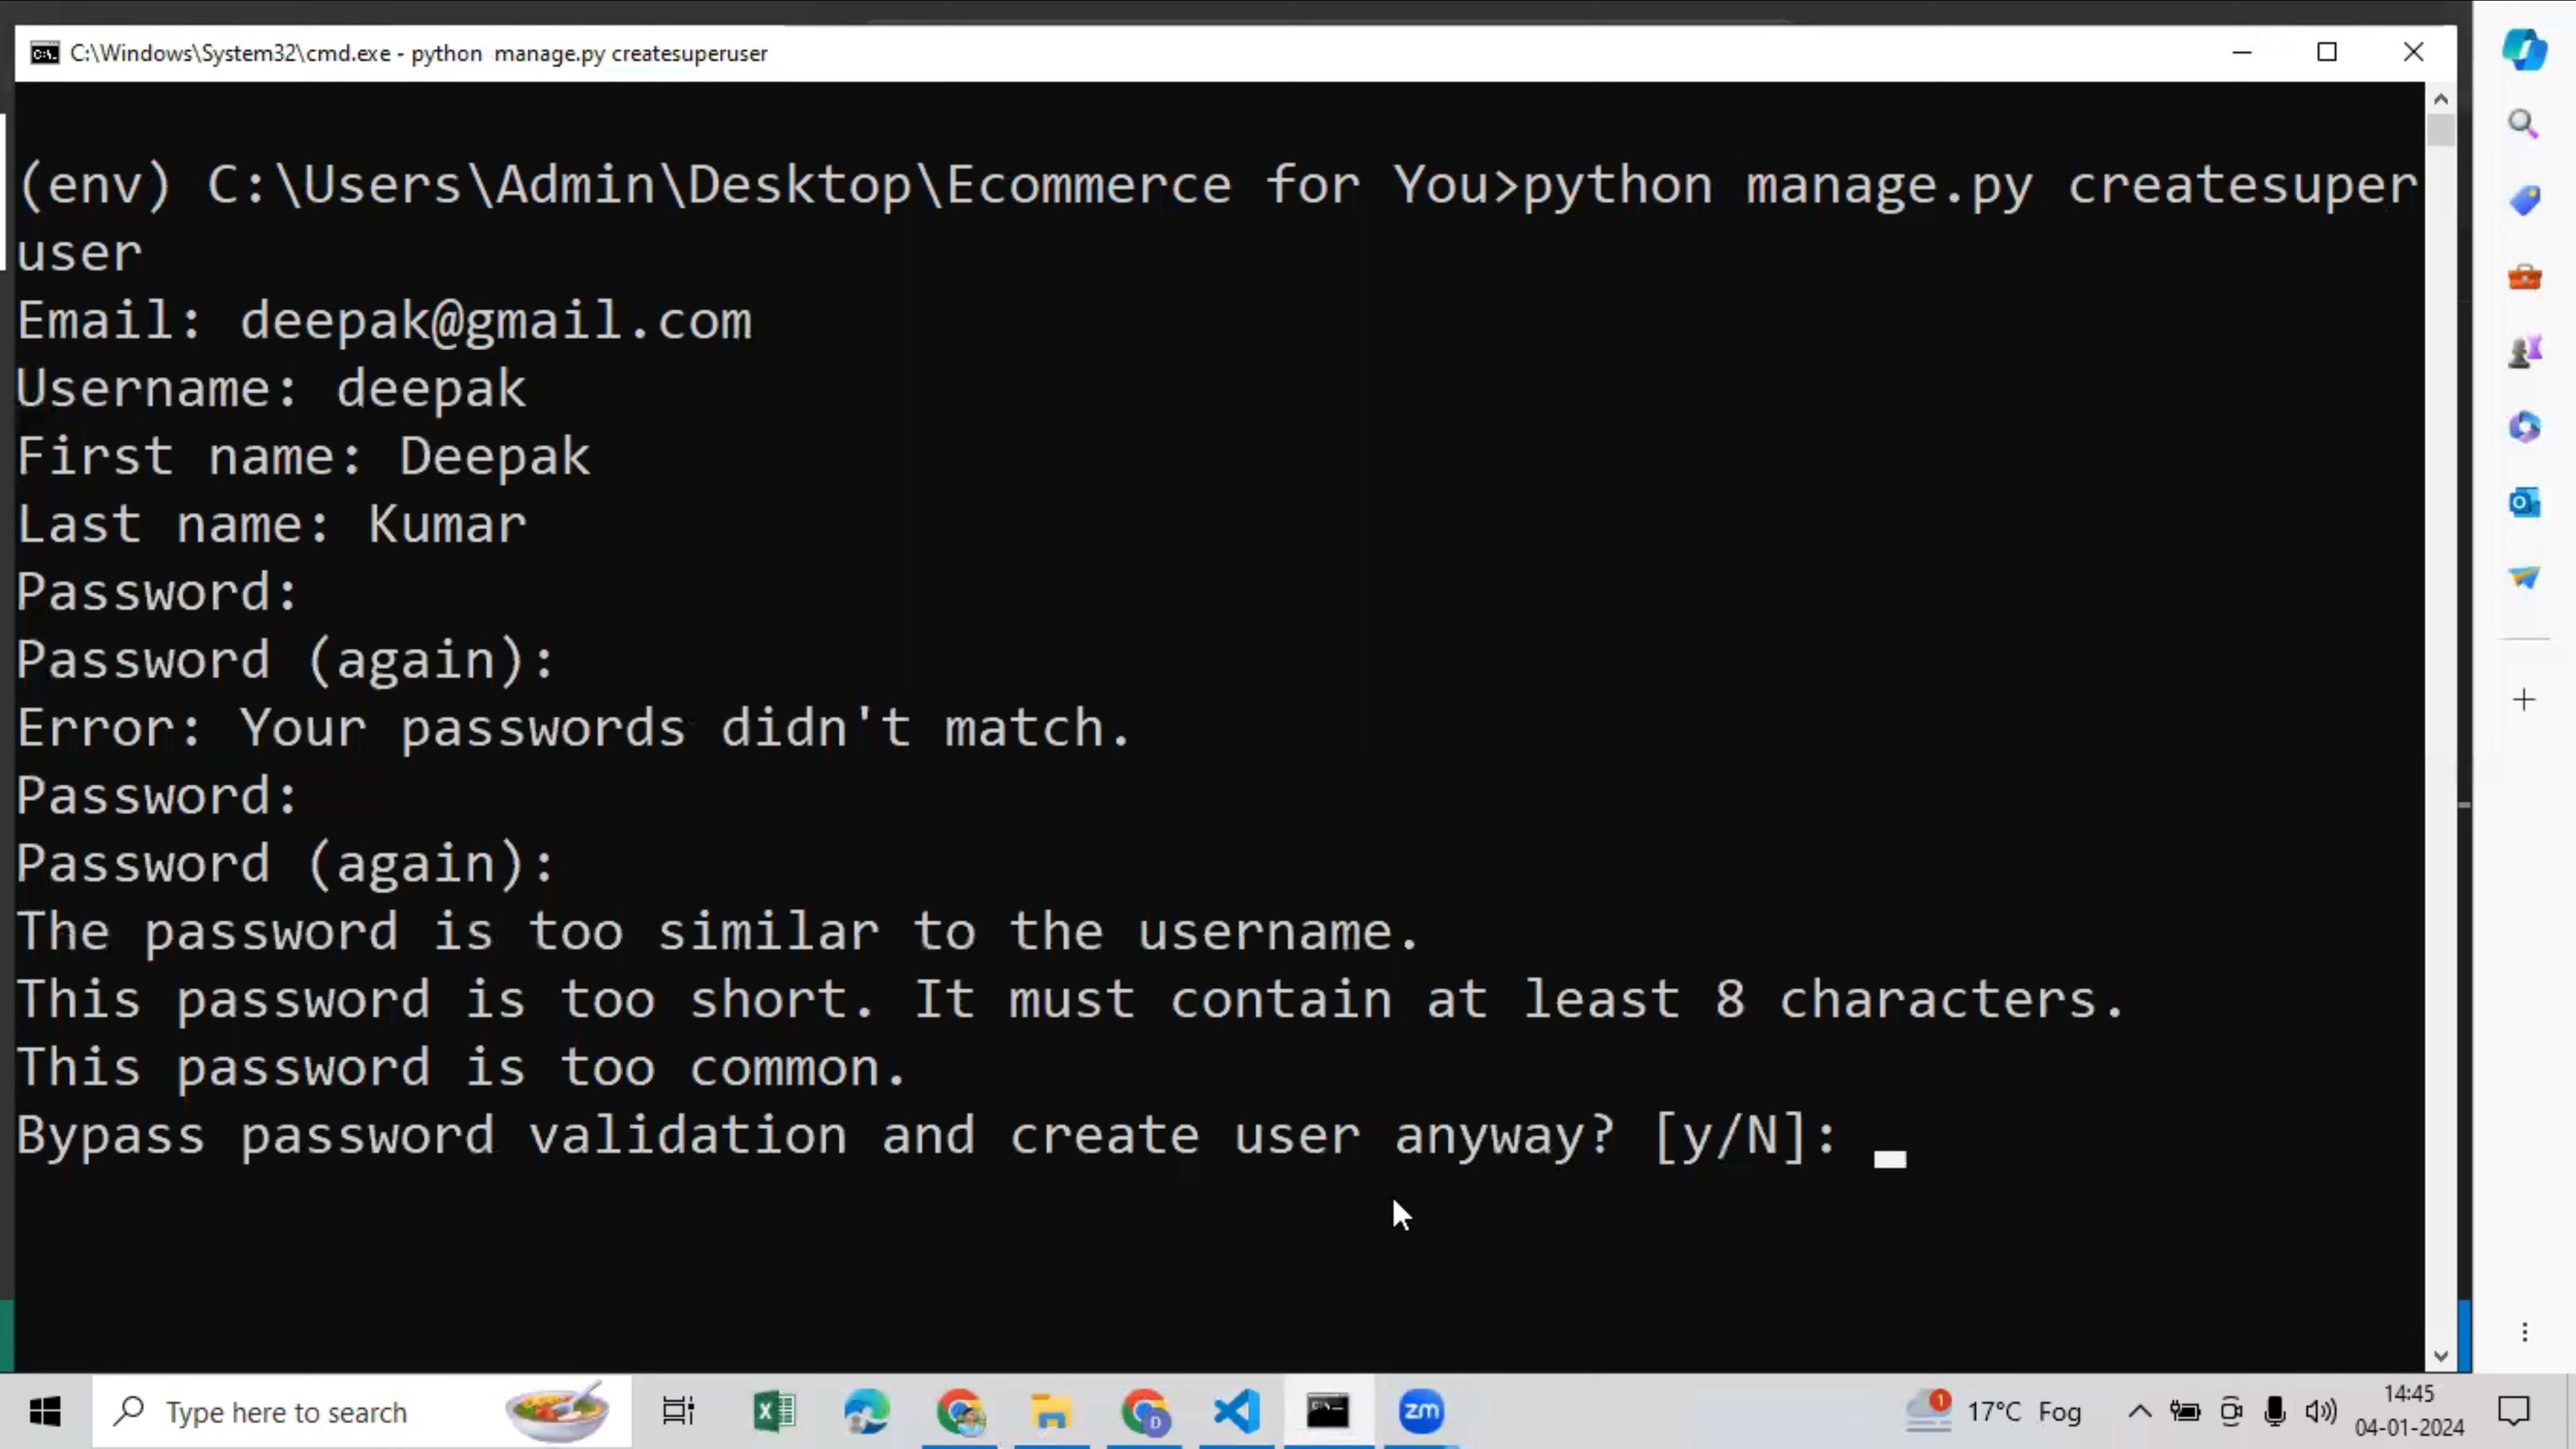 C:\Windows\System32\cmd.exe - python  manage.py createsuperuser
(env) C:\Users\Admin\Desktop\Ecommerce for You>python manage.py createsuper
user
Email: deepak@gmail.com
Username: deepak
First name: Deepak
Last name: Kumar
Password:
Password (again):
Error: Your passwords didn't match.
Password:
Password (again):
The password is too similar to the username.
This password is too short. It must contain at least 8 characters.
This password is too common.
Bypass password validation and create user anyway? [y/N]:
Type here to search
D
zm
1
17°C Fog
14:45
04-01-2024